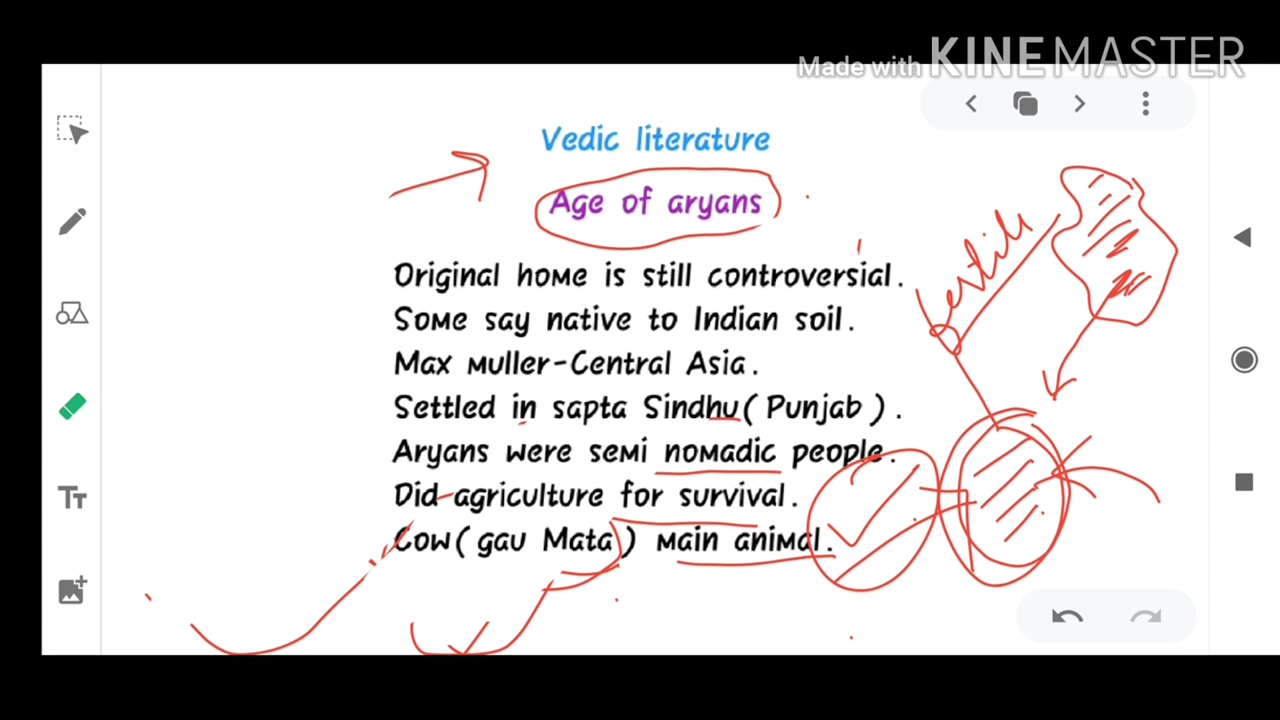 Made with KINEMASTER
Vedic literature
Age of aryans
Original home is still controversial.
Some say native to Indian soil.
Max muller-Central Asia.
Settled in sapta Sindhu( Punjab ).
Aryans were semi nomadic people.
Did agriculture for survival.
Cow( gau Mata ) main animal.
TT